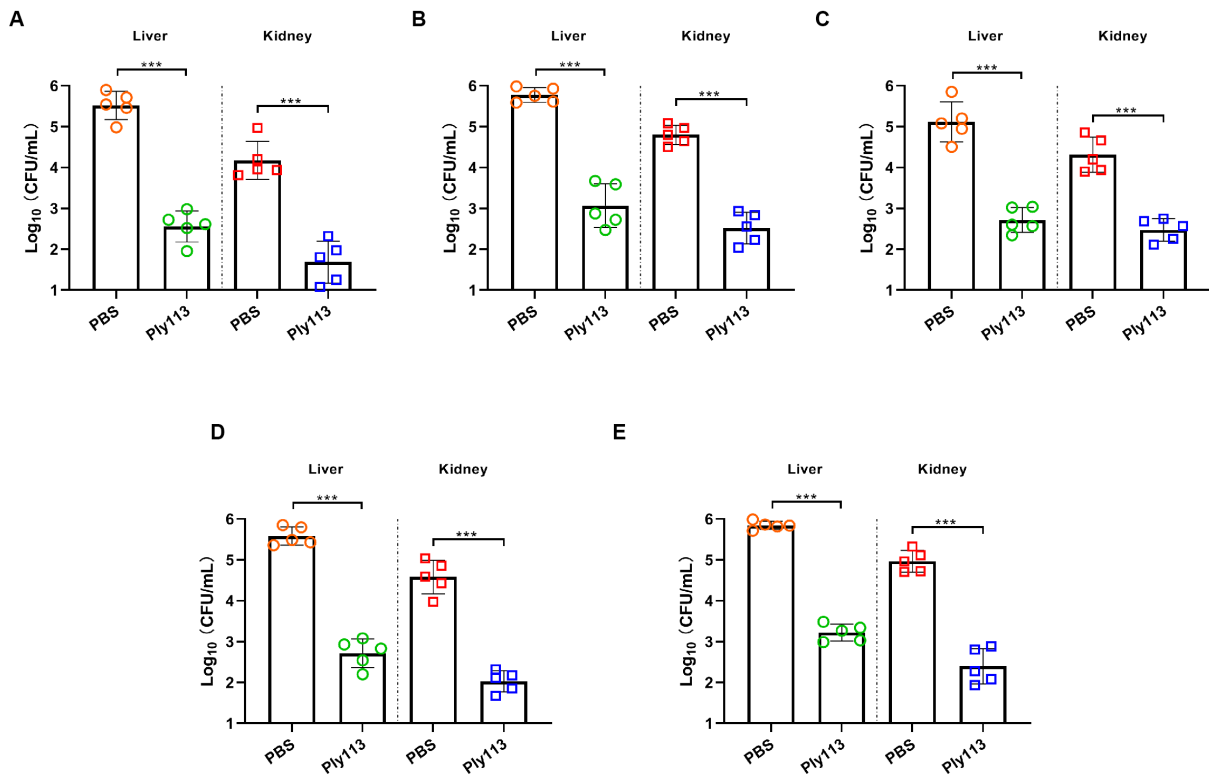 A
Liver Kidney
***
***
Log10 (CFU/mL)
6
5
4
3
2
1
PBS Ply113 PBS Ply113
B
Liver Kidney
***
***
Log10 (CFU/mL)
6
5
4
3
2
1
PBS Ply113 PBS Ply113
C
Liver Kidney
***
***
Log10 (CFU/mL)
6
5
4
3
2
1
PBS Ply113 PBS Ply113
D
Liver Kidney
***
***
Log10 (CFU/mL)
6
5
4
3
2
1
PBS Ply113 PBS Ply113
E
Liver Kidney
***
***
Log10 (CFU/mL)
6
5
4
3
2
1
PBS Ply113 PBS Ply113